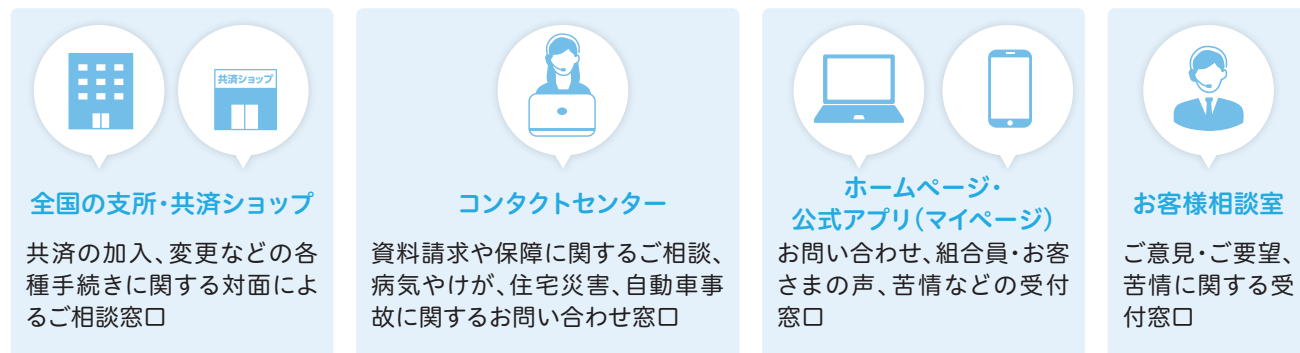 共済ショップ
全国の支所・共済ショップ
共済の加入、変更などの各
種手続きに関する対面によ
るご相談窓口
コンタクトセンター
資料請求や保障に関するご相談、
病気やけが、住宅災害、自動車事
故に関するお問い合わせ窓口
ホームページ・
公式アプリ(マイページ)
お問い合わせ、組合員・お客
さまの声、苦情などの受付
窓口
お客様相談室
ご意見・ご要望、
苦情に関する受
付窓口